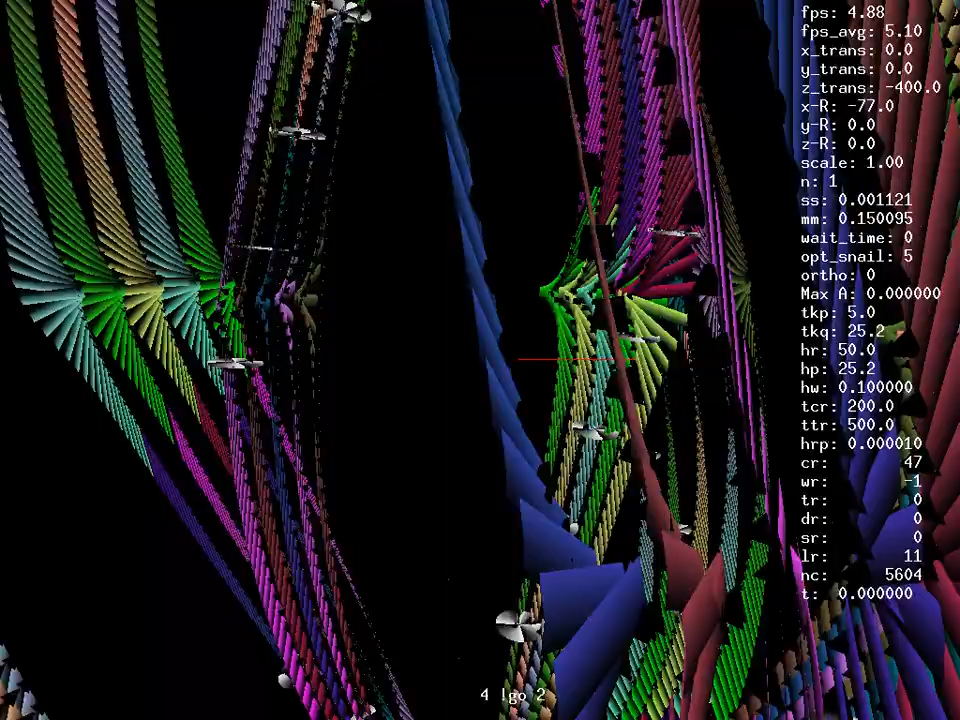 fps: 4.88
fps_avg: 5.10
x_trans: 0.0
y_trans: 0.0
z_trans: -400.0
x-R: -77.0
y-R: 0.0
z-R: 0.0
scale: 1.00
n: 1
ss: 0.001121
mm: 0.150095
wait_time: 0
opt_snail: 5
ortho: 0
Max A: 0.000000
tkp: 5.0
tkq: 25.2
hr: 50.0
hp: 25.2
hw: 0.100000
tcr: 200.0
ttr: 500.0
hrp: 0.000010
cr: 47
wr: -1
tr: 0
dr: 0
sr: 0
lr: 11
nc: 5604
t: 0.000000
4 !go 2